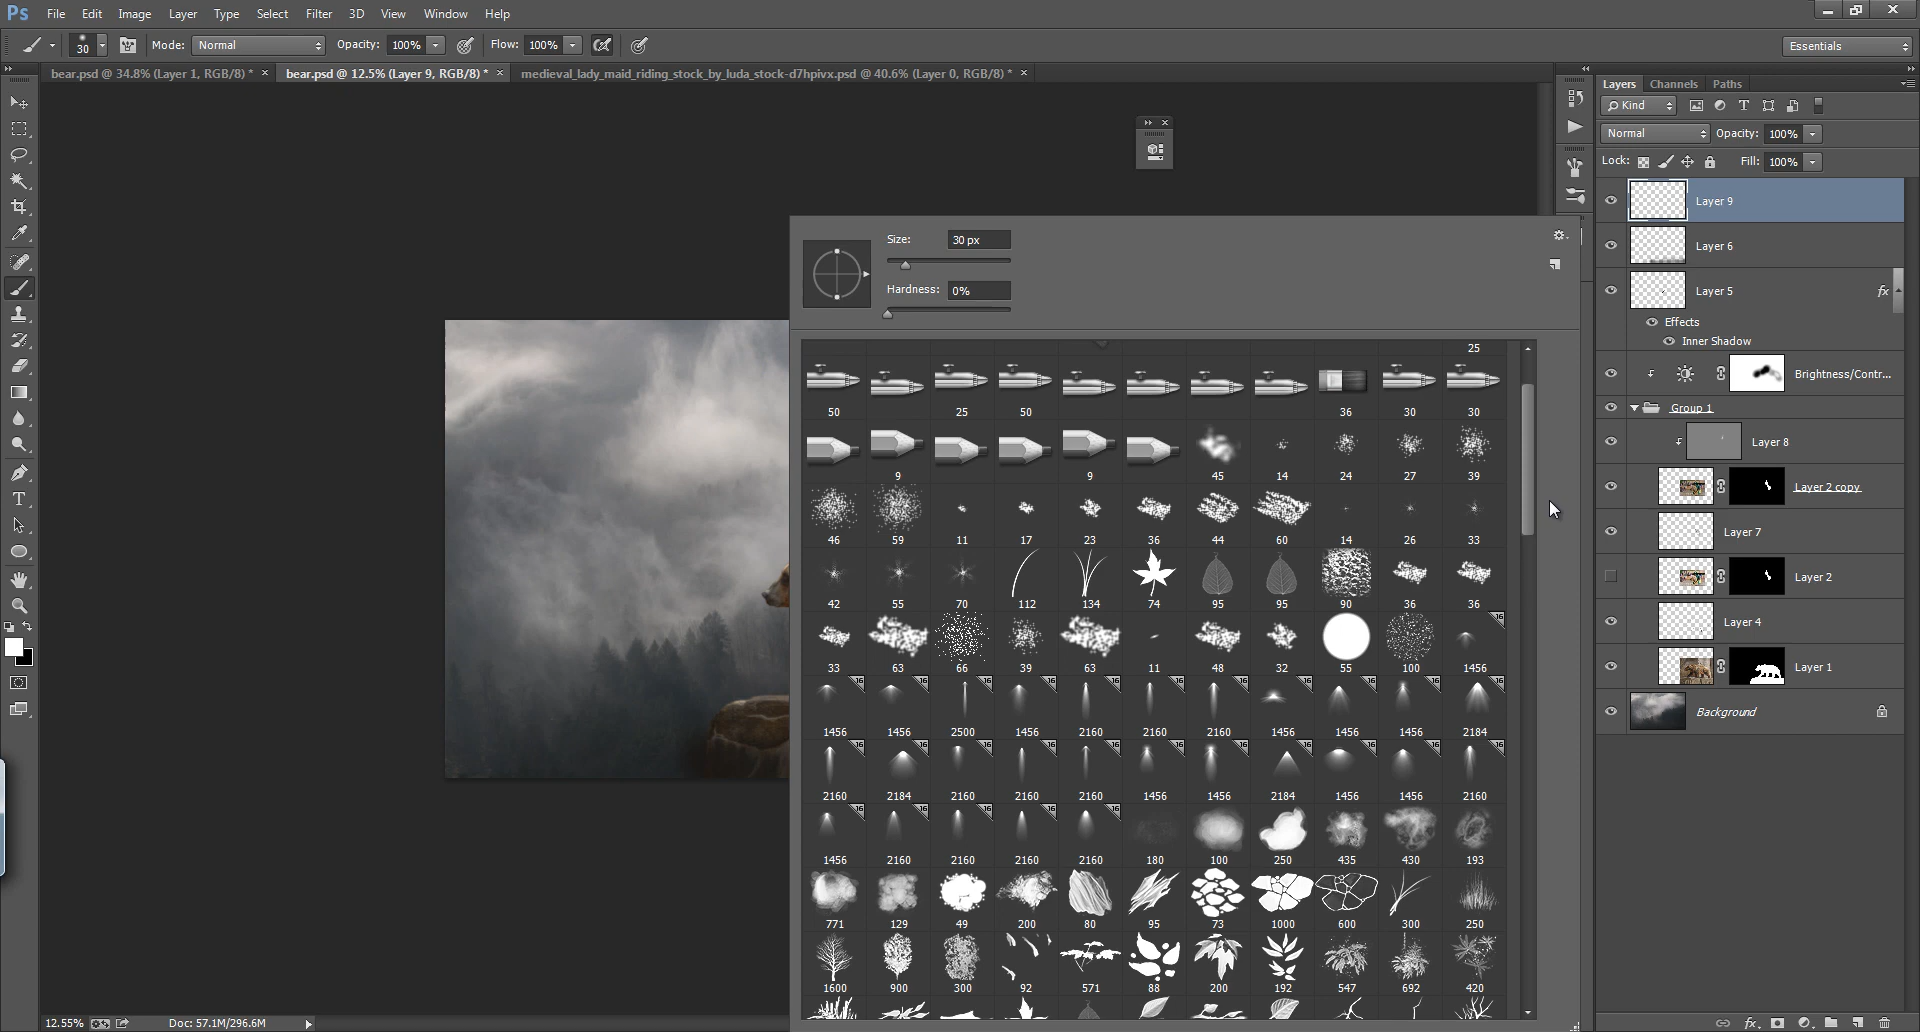 Ps File Edit Image Layer Type Select Filter 3D View Window Help
30 Mode: Normal Opacity: 100% Flow: 100% Essentials
bear.psd @ 34.8% (Layer 1, RGB/8) * × bear.psd @ 12.5% (Layer 9, RGB/8) * × medieval_lady_maid_riding_stock_by_luda_stock-d7hpivx.psd @ 40.6% (Layer 0, RGB/8) * ×
Size: 30 px
Hardness: 0%
25
50 25 50 36 30 30
9 9 45 14 24 27 39
46 59 11 17 23 36 44 60 14 26 33
42 55 70 112 134 74 95 95 90 36 36
33 63 66 39 63 11 48 32 55 100 1456
1456 1456 2500 1456 2160 2160 2160 1456 1456 1456 2184
2160 2184 2160 2160 2160 1456 1456 2184 1456 1456 2160
1456 2160 2160 2160 2160 180 100 250 435 430 193
771 129 49 200 80 95 73 1000 600 300 250
1600 900 300 92 571 88 200 192 547 692 420
Layers Channels Paths
Kind
Normal Opacity: 100%
Lock: Fill: 100%
Layer 9
Layer 6
Layer 5 fx
Effects
Inner Shadow
Brightness/Contr...
Group 1
Layer 8
Layer 2 copy
Layer 7
Layer 2
Layer 4
Layer 1
Background
12.55% Doc: 57.1M/296.6M